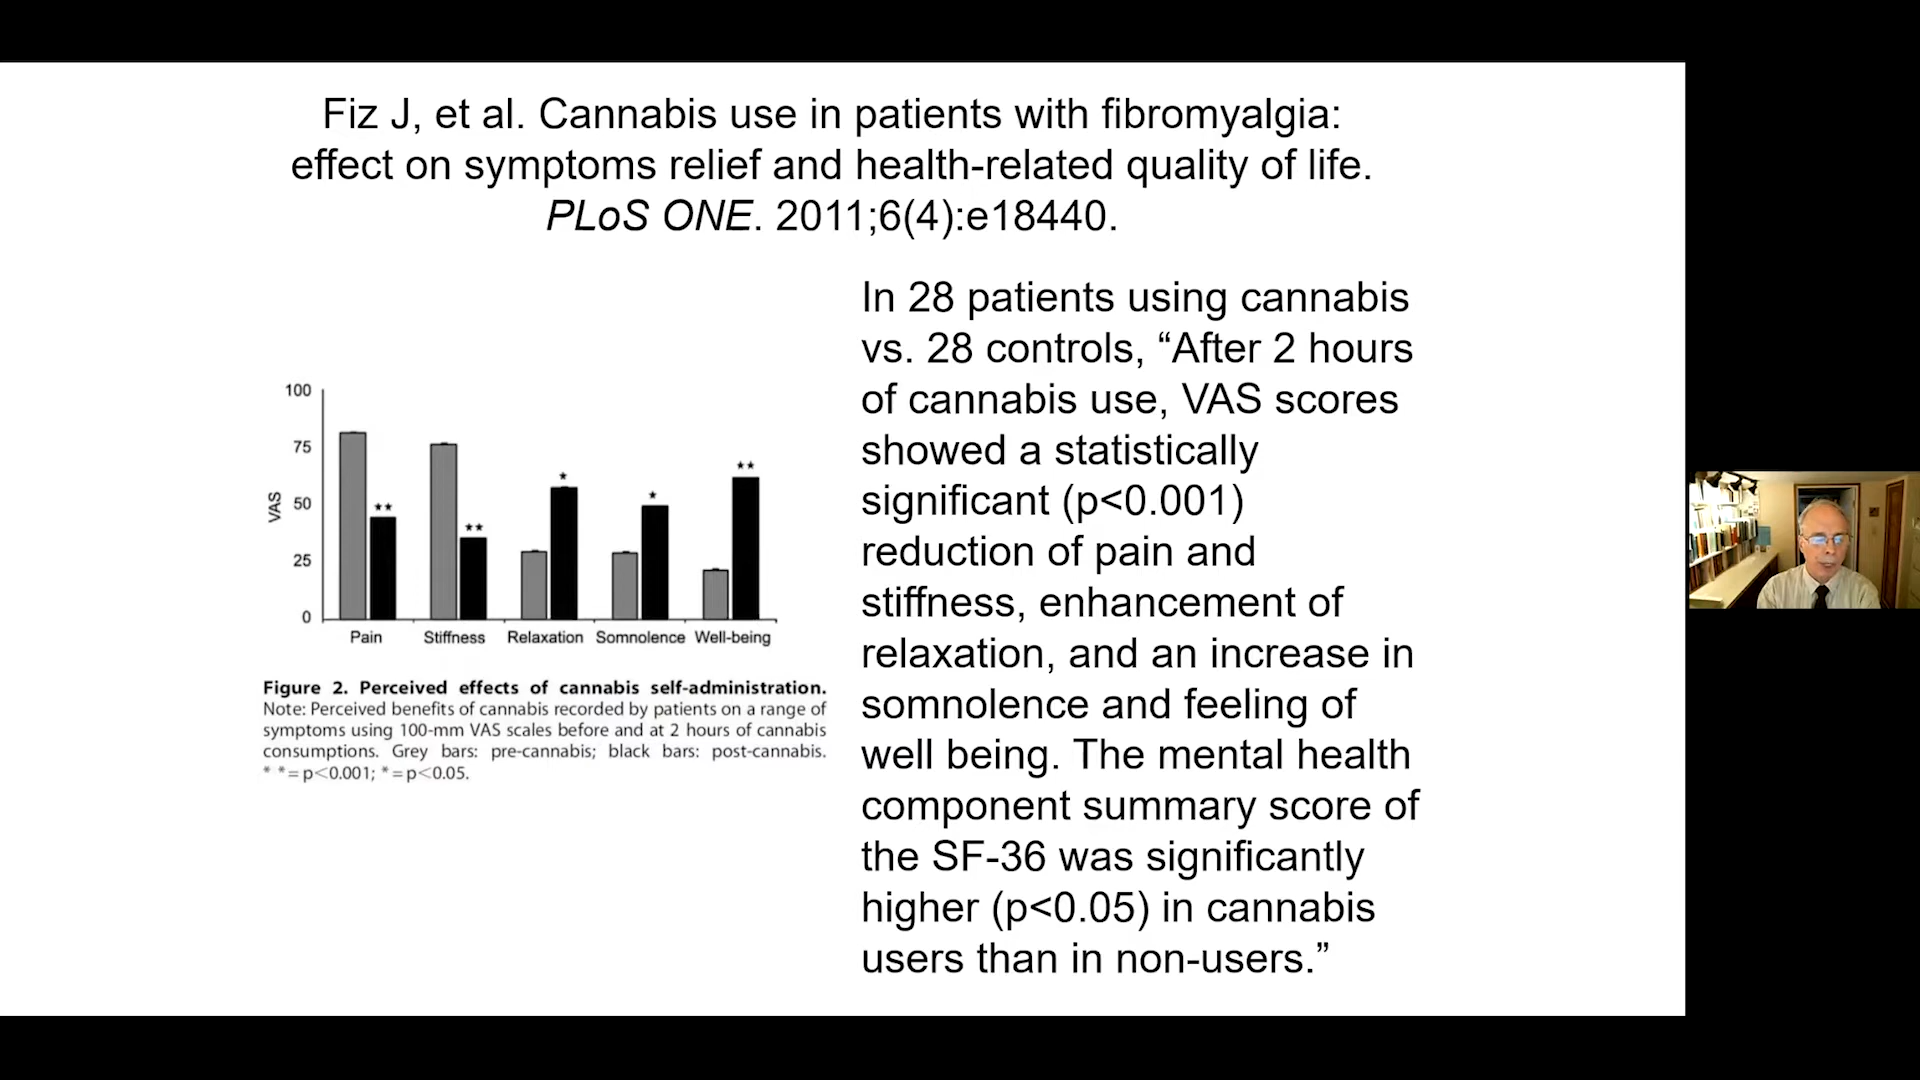 Fiz J, et al. Cannabis use in patients with fibromyalgia:
effect on symptoms relief and health-related quality of life.
PLoS ONE. 2011;6(4):e18440.
100
75
50
25
0
VAS
**
**
*
*
**
Pain
Stiffness
Relaxation
Somnolence
Well-being
Figure 2. Perceived effects of cannabis self-administration.
Note: Perceived benefits of cannabis recorded by patients on a range of
symptoms using 100-mm VAS scales before and at 2 hours of cannabis
consumptions. Grey bars: pre-cannabis; black bars: post-cannabis.
* *=p<0.001; *=p<0.05.
In 28 patients using cannabis
vs. 28 controls, “After 2 hours
of cannabis use, VAS scores
showed a statistically
significant (p<0.001)
reduction of pain and
stiffness, enhancement of
relaxation, and an increase in
somnolence and feeling of
well being. The mental health
component summary score of
the SF-36 was significantly
higher (p<0.05) in cannabis
users than in non-users.”